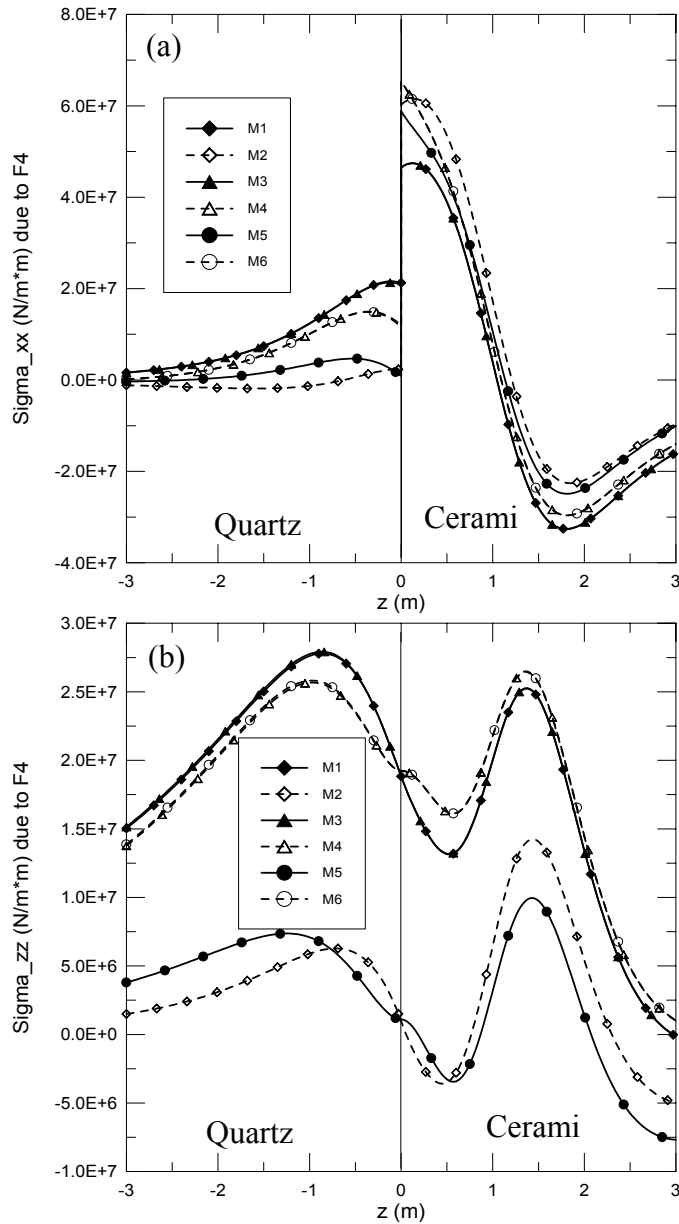 (a)
8.0E+7
6.0E+7
4.0E+7
2.0E+7
0.0E+0
-2.0E+7
-4.0E+7
Sigma_xx (N/m*m) due to F4
M1
M2
M3
M4
M5
M6
Quartz
Cerami
-3 -2 -1 0 1 2 3
z (m)
(b)
3.0E+7
2.5E+7
2.0E+7
1.5E+7
1.0E+7
5.0E+6
0.0E+0
-5.0E+6
-1.0E+7
Sigma_zz (N/m*m) due to F4
M1
M2
M3
M4
M5
M6
Quartz
Cerami
-3 -2 -1 0 1 2 3
z (m)